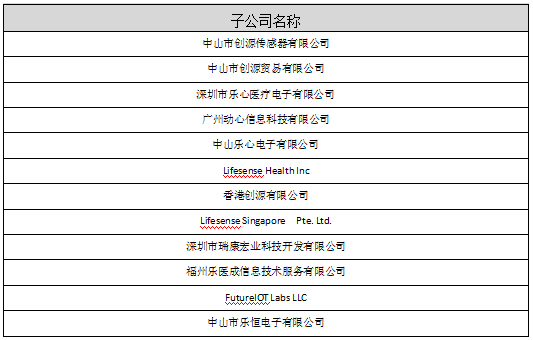 子公司名称
中山市创源传感器有限公司
中山市创源贸易有限公司
深圳市乐心医疗电子有限公司
广州动心信息科技有限公司
中山乐心电子有限公司
Lifesense Health Inc
香港创源有限公司
Lifesense Singapore Pte. Ltd.
深圳市瑞康宏业科技开发有限公司
福州乐医成信息技术服务有限公司
FutureIOT Labs LLC
中山市乐恒电子有限公司